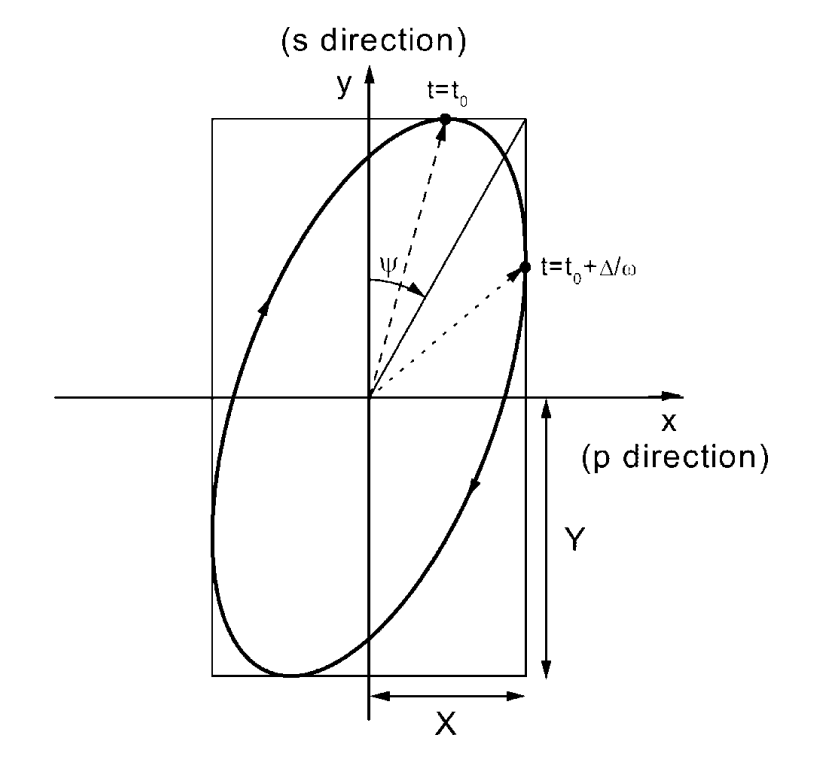 (s direction)
y
t=t₀
ψ
t=t₀+Δ/ω
x
(p direction)
Y
X